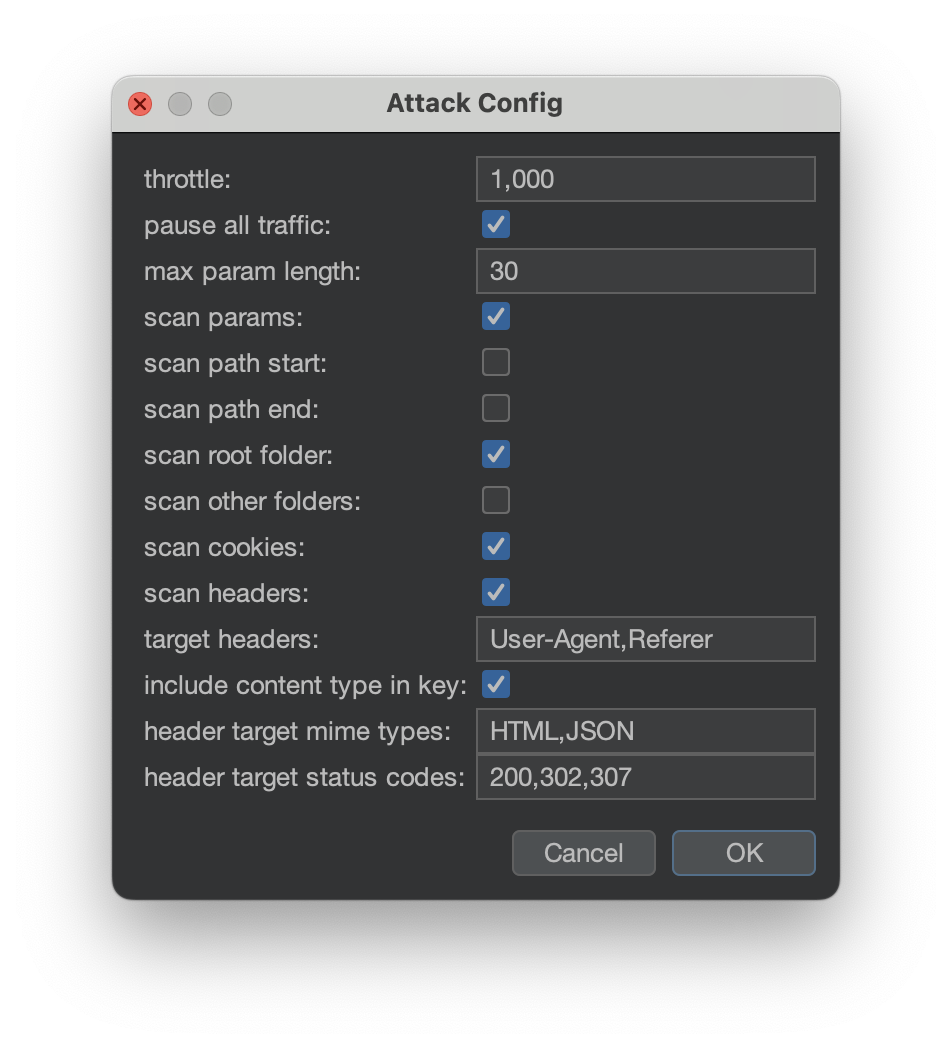 Attack Config
throttle: 1,000
pause all traffic:
max param length: 30
scan params:
scan path start:
scan path end:
scan root folder:
scan other folders:
scan cookies:
scan headers:
target headers: User-Agent,Referer
include content type in key:
header target mime types: HTML,JSON
header target status codes: 200,302,307
Cancel OK